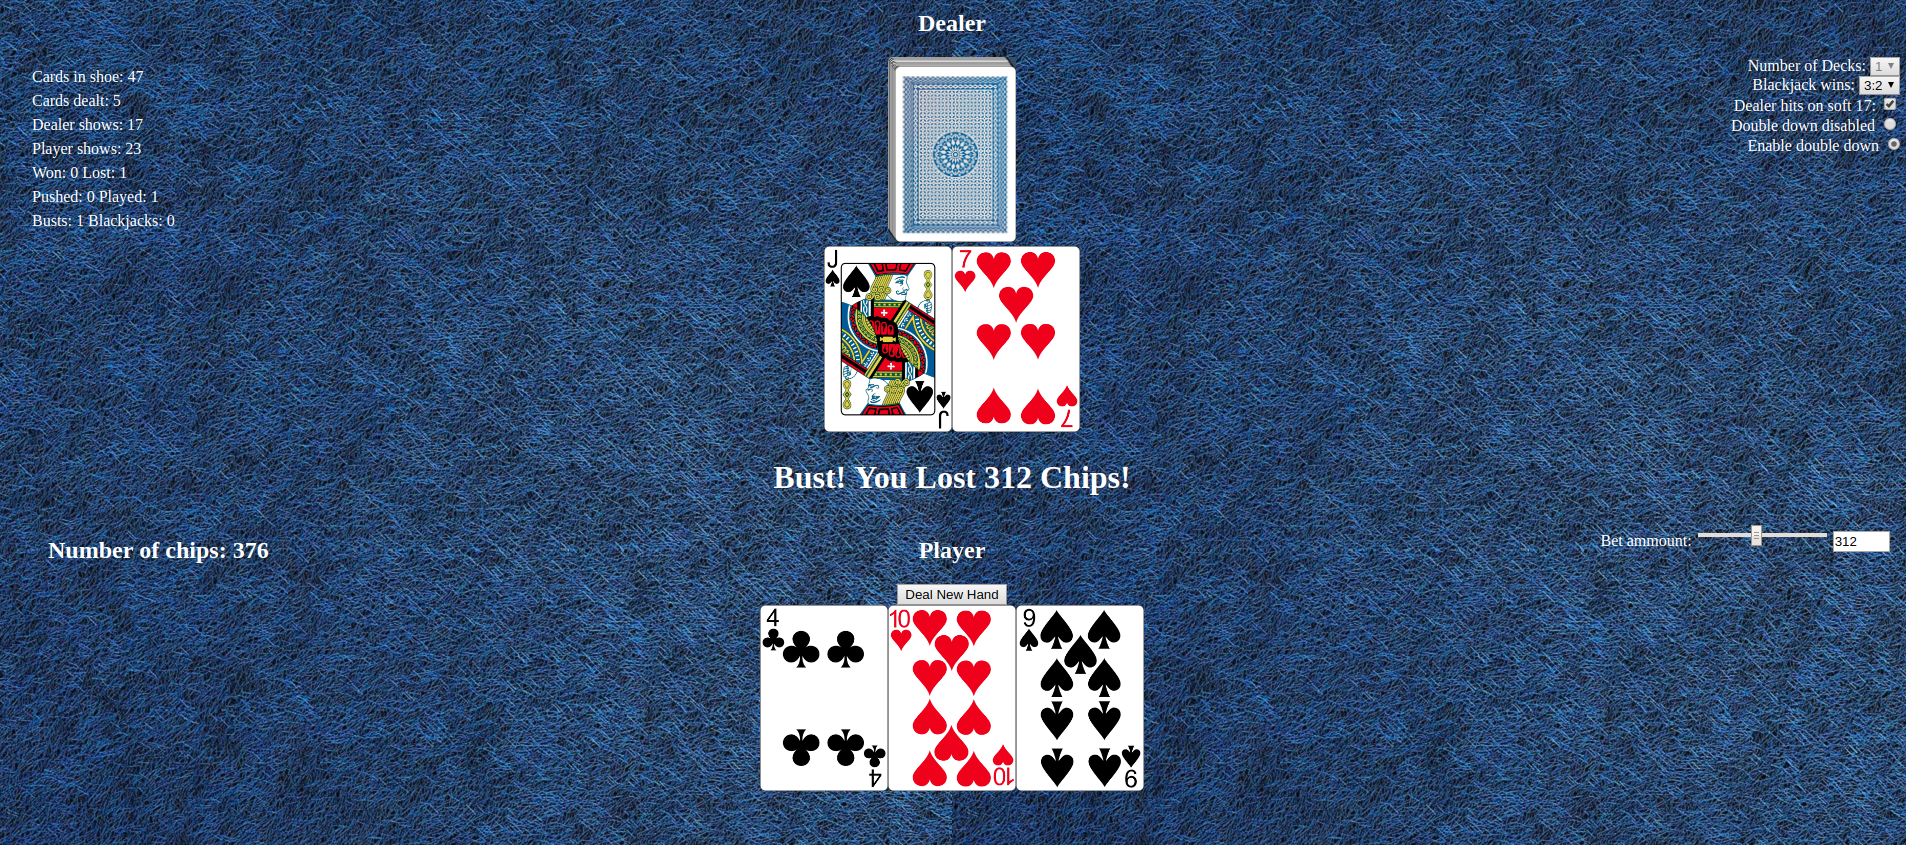 Dealer
Cards in shoe: 47
Cards dealt: 5
Dealer shows: 17
Player shows: 23
Won: 0 Lost: 1
Pushed: 0 Played: 1
Busts: 1 Blackjacks: 0
Number of Decks: 1
Blackjack wins: 3:2
Dealer hits on soft 17:
Double down disabled
Enable double down
J 7
J 7
Bust! You Lost 312 Chips!
Number of chips: 376
Player
Bet ammount: 312
Deal New Hand
4 10 9
4 10 9